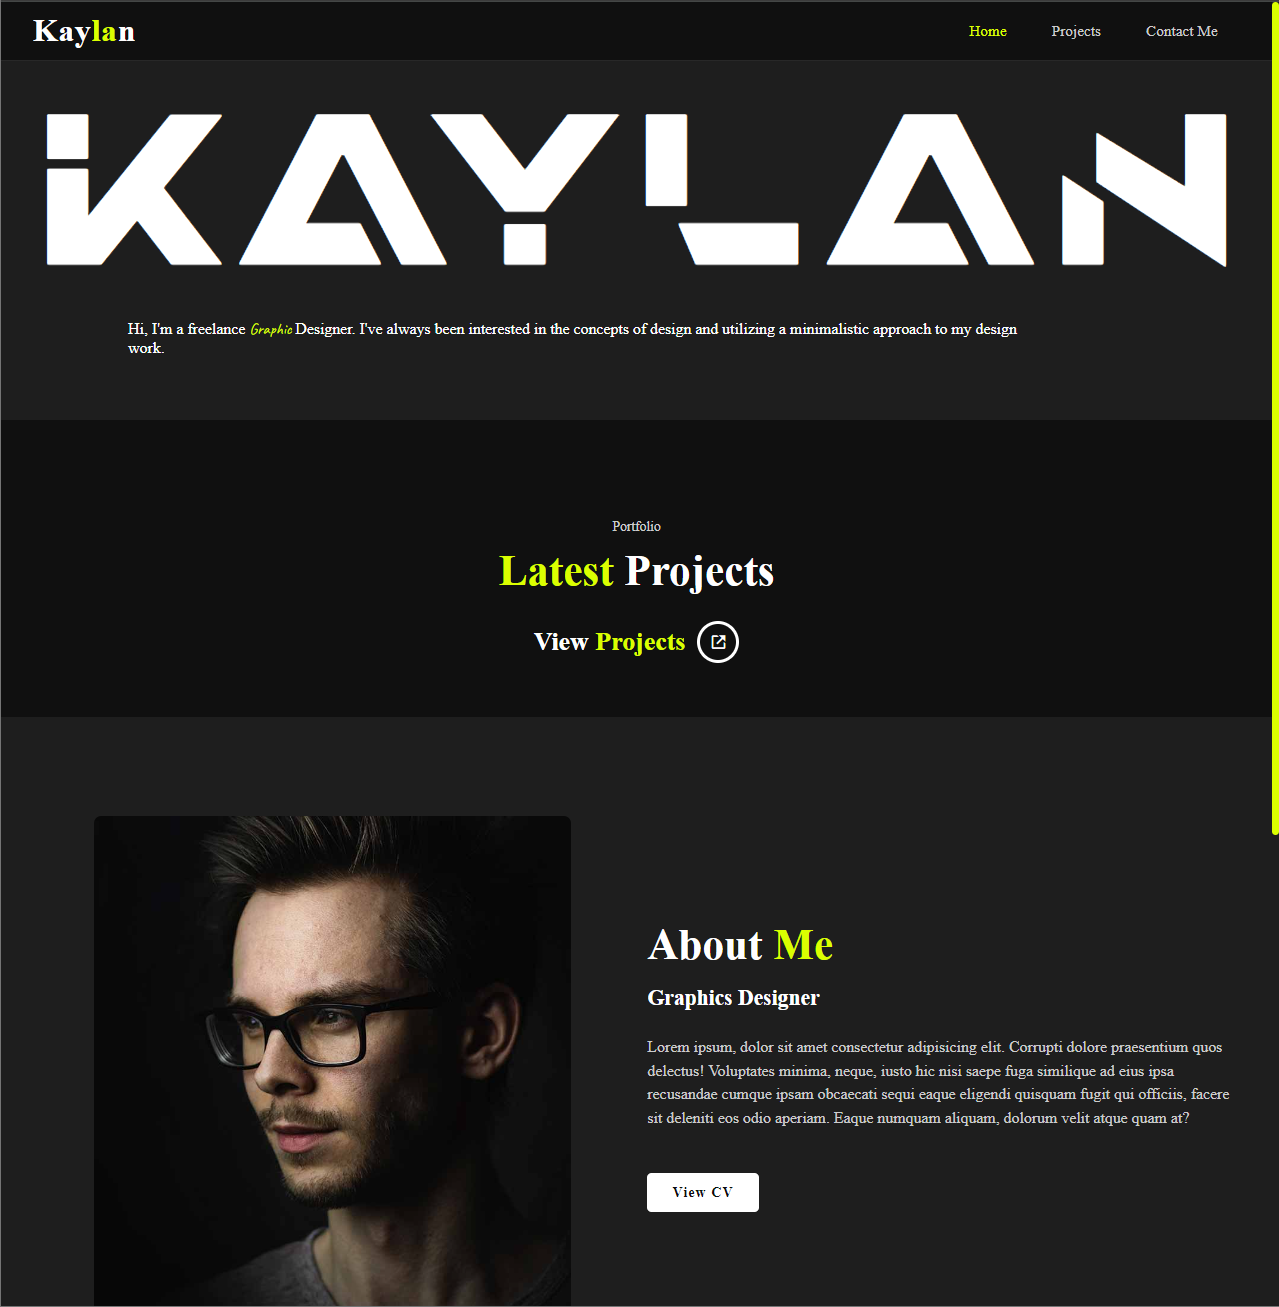 Kaylan
Home Projects Contact Me
KAYLAN
Hi, I'm a freelance Graphic Designer. I've always been interested in the concepts of design and utilizing a minimalistic approach to my design
work.
Portfolio
Latest Projects
View Projects
About Me
Graphics Designer
Lorem ipsum, dolor sit amet consectetur adipisicing elit. Corrupti dolore praesentium quos
delectus! Voluptates minima, neque, iusto hic nisi saepe fuga similique ad eius ipsa
recusandae cumque ipsam obcaecati sequi eaque eligendi quisquam fugit qui officiis, facere
sit deleniti eos odio aperiam. Eaque numquam aliquam, dolorum velit atque quam at?
View CV